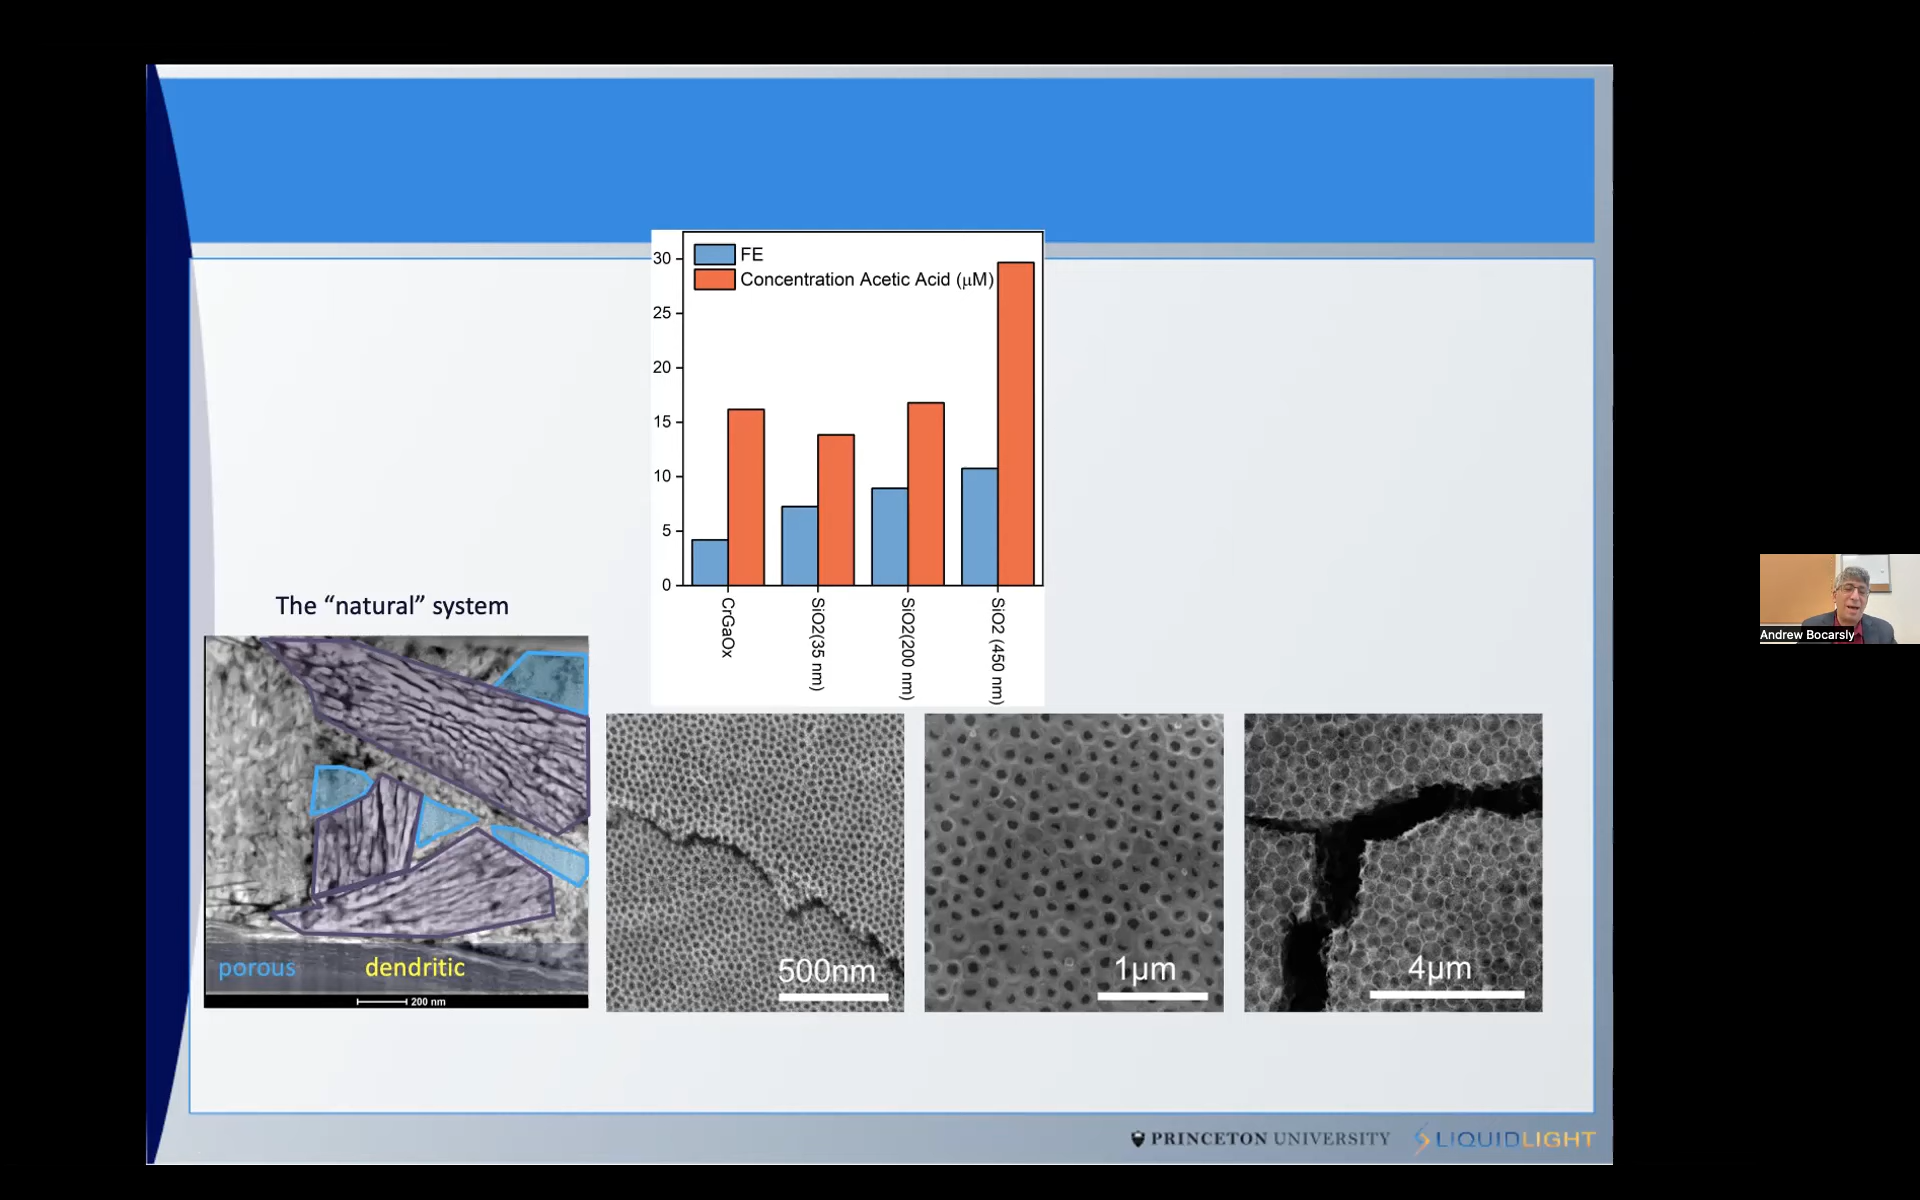 30
25
20
15
10
5
0
FE
Concentration Acetic Acid (μM)
CrGaOx
SiO2(35 nm)
SiO2(200 nm)
SiO2 (450 nm)
The “natural” system
porous
dendritic
200 nm
500nm
1μm
4μm
Andrew Bocarsly
PRINCETON UNIVERSITY
LIQUIDLIGHT